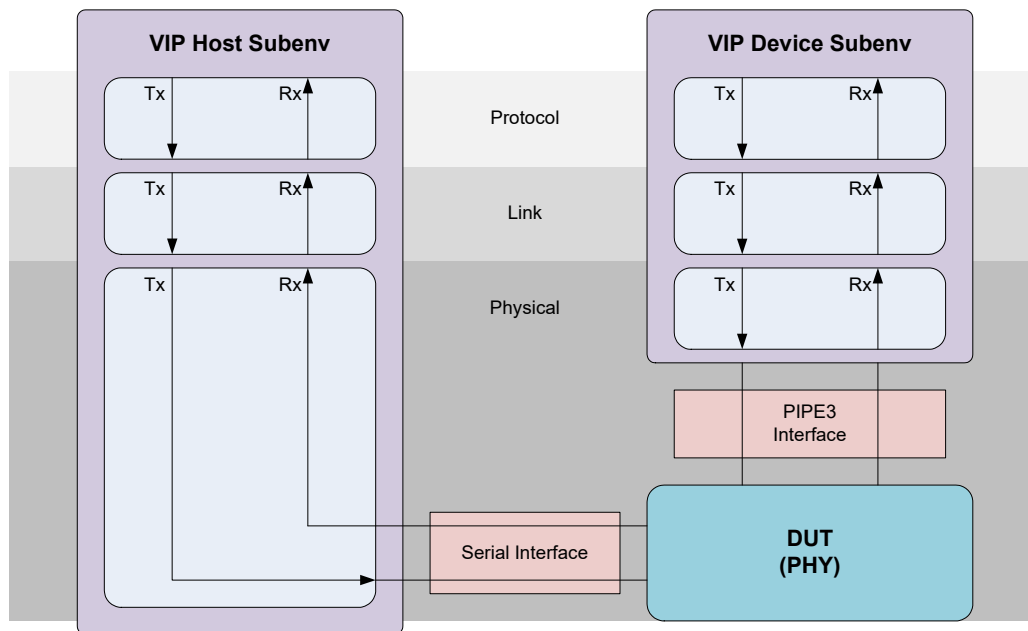 VIP Host Subenv
VIP Device Subenv
Tx
Rx
Protocol
Tx
Rx
Tx
Rx
Link
Tx
Rx
Tx
Rx
Physical
Tx
Rx
PIPE3
Interface
Serial Interface
DUT
(PHY)